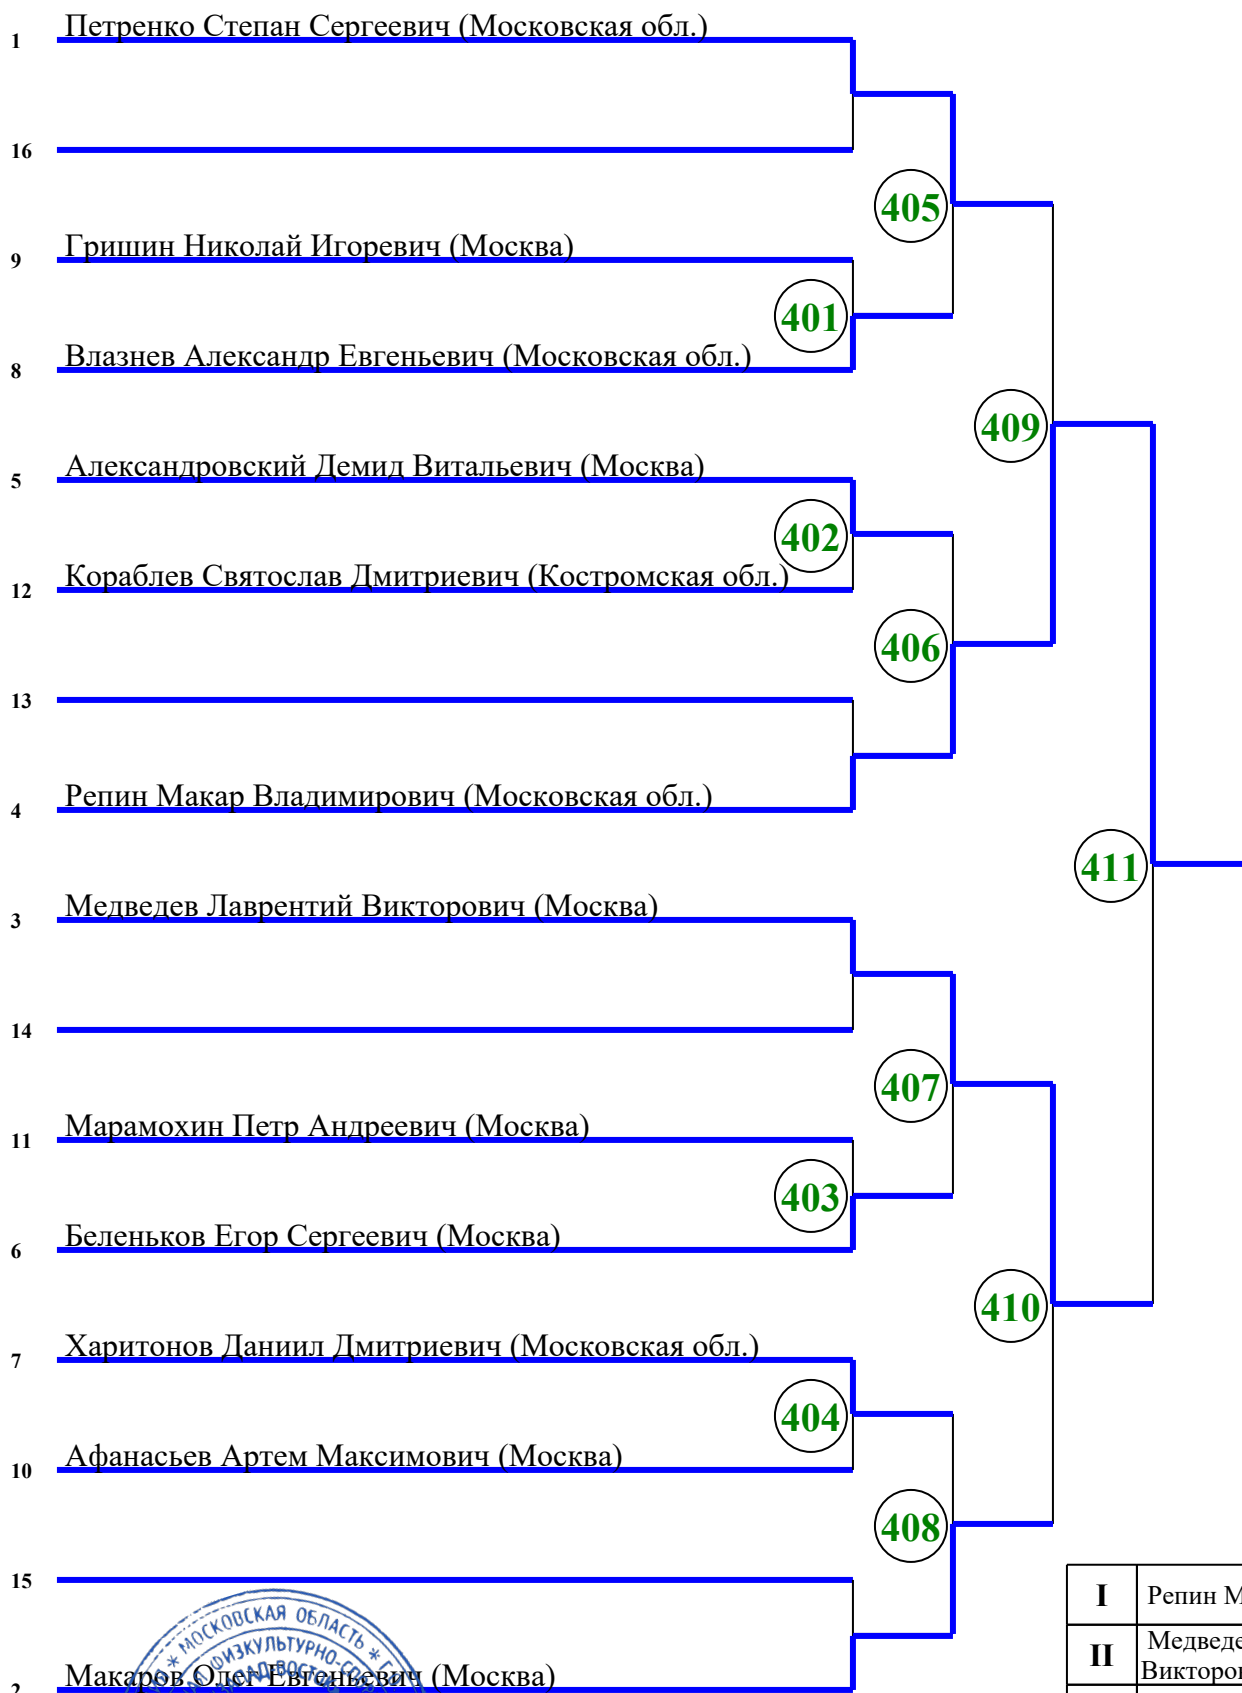 1 Петренко Степан Сергеевич (Московская обл.)
16
405
9 Гришин Николай Игоревич (Москва)
401
8 Влазнев Александр Евгеньевич (Московская обл.)
409
5 Александровский Демид Витальевич (Москва)
402
12 Кораблев Святослав Дмитриевич (Костромская обл.)
406
13
4 Репин Макар Владимирович (Московская обл.)
411
3 Медведев Лаврентий Викторович (Москва)
14
407
11 Марамохин Петр Андреевич (Москва)
403
6 Беленьков Егор Сергеевич (Москва)
410
7 Харитонов Даниил Дмитриевич (Московская обл.)
404
10 Афанасьев Артем Максимович (Москва)
408
15
I Репин М
МОСКОВСКАЯ ОБЛАСТЬ *
ФИЗКУЛЬТУРНО-СПОР
ЗАПАД-ВОСТОК
II Медведе
Викторо
2 Макаров Олег Евгеньевич (Москва)